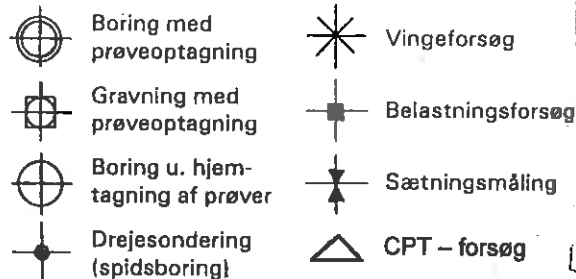 Boring med
prøveoptagning
Gravning med
prøveoptagning
Boring u. hjem-
tagning af prøver
Drejesondering
(spidsboring)
Vingeforsøg
Belastningsforsøg
Sætningsmåling
CPT – forsøg